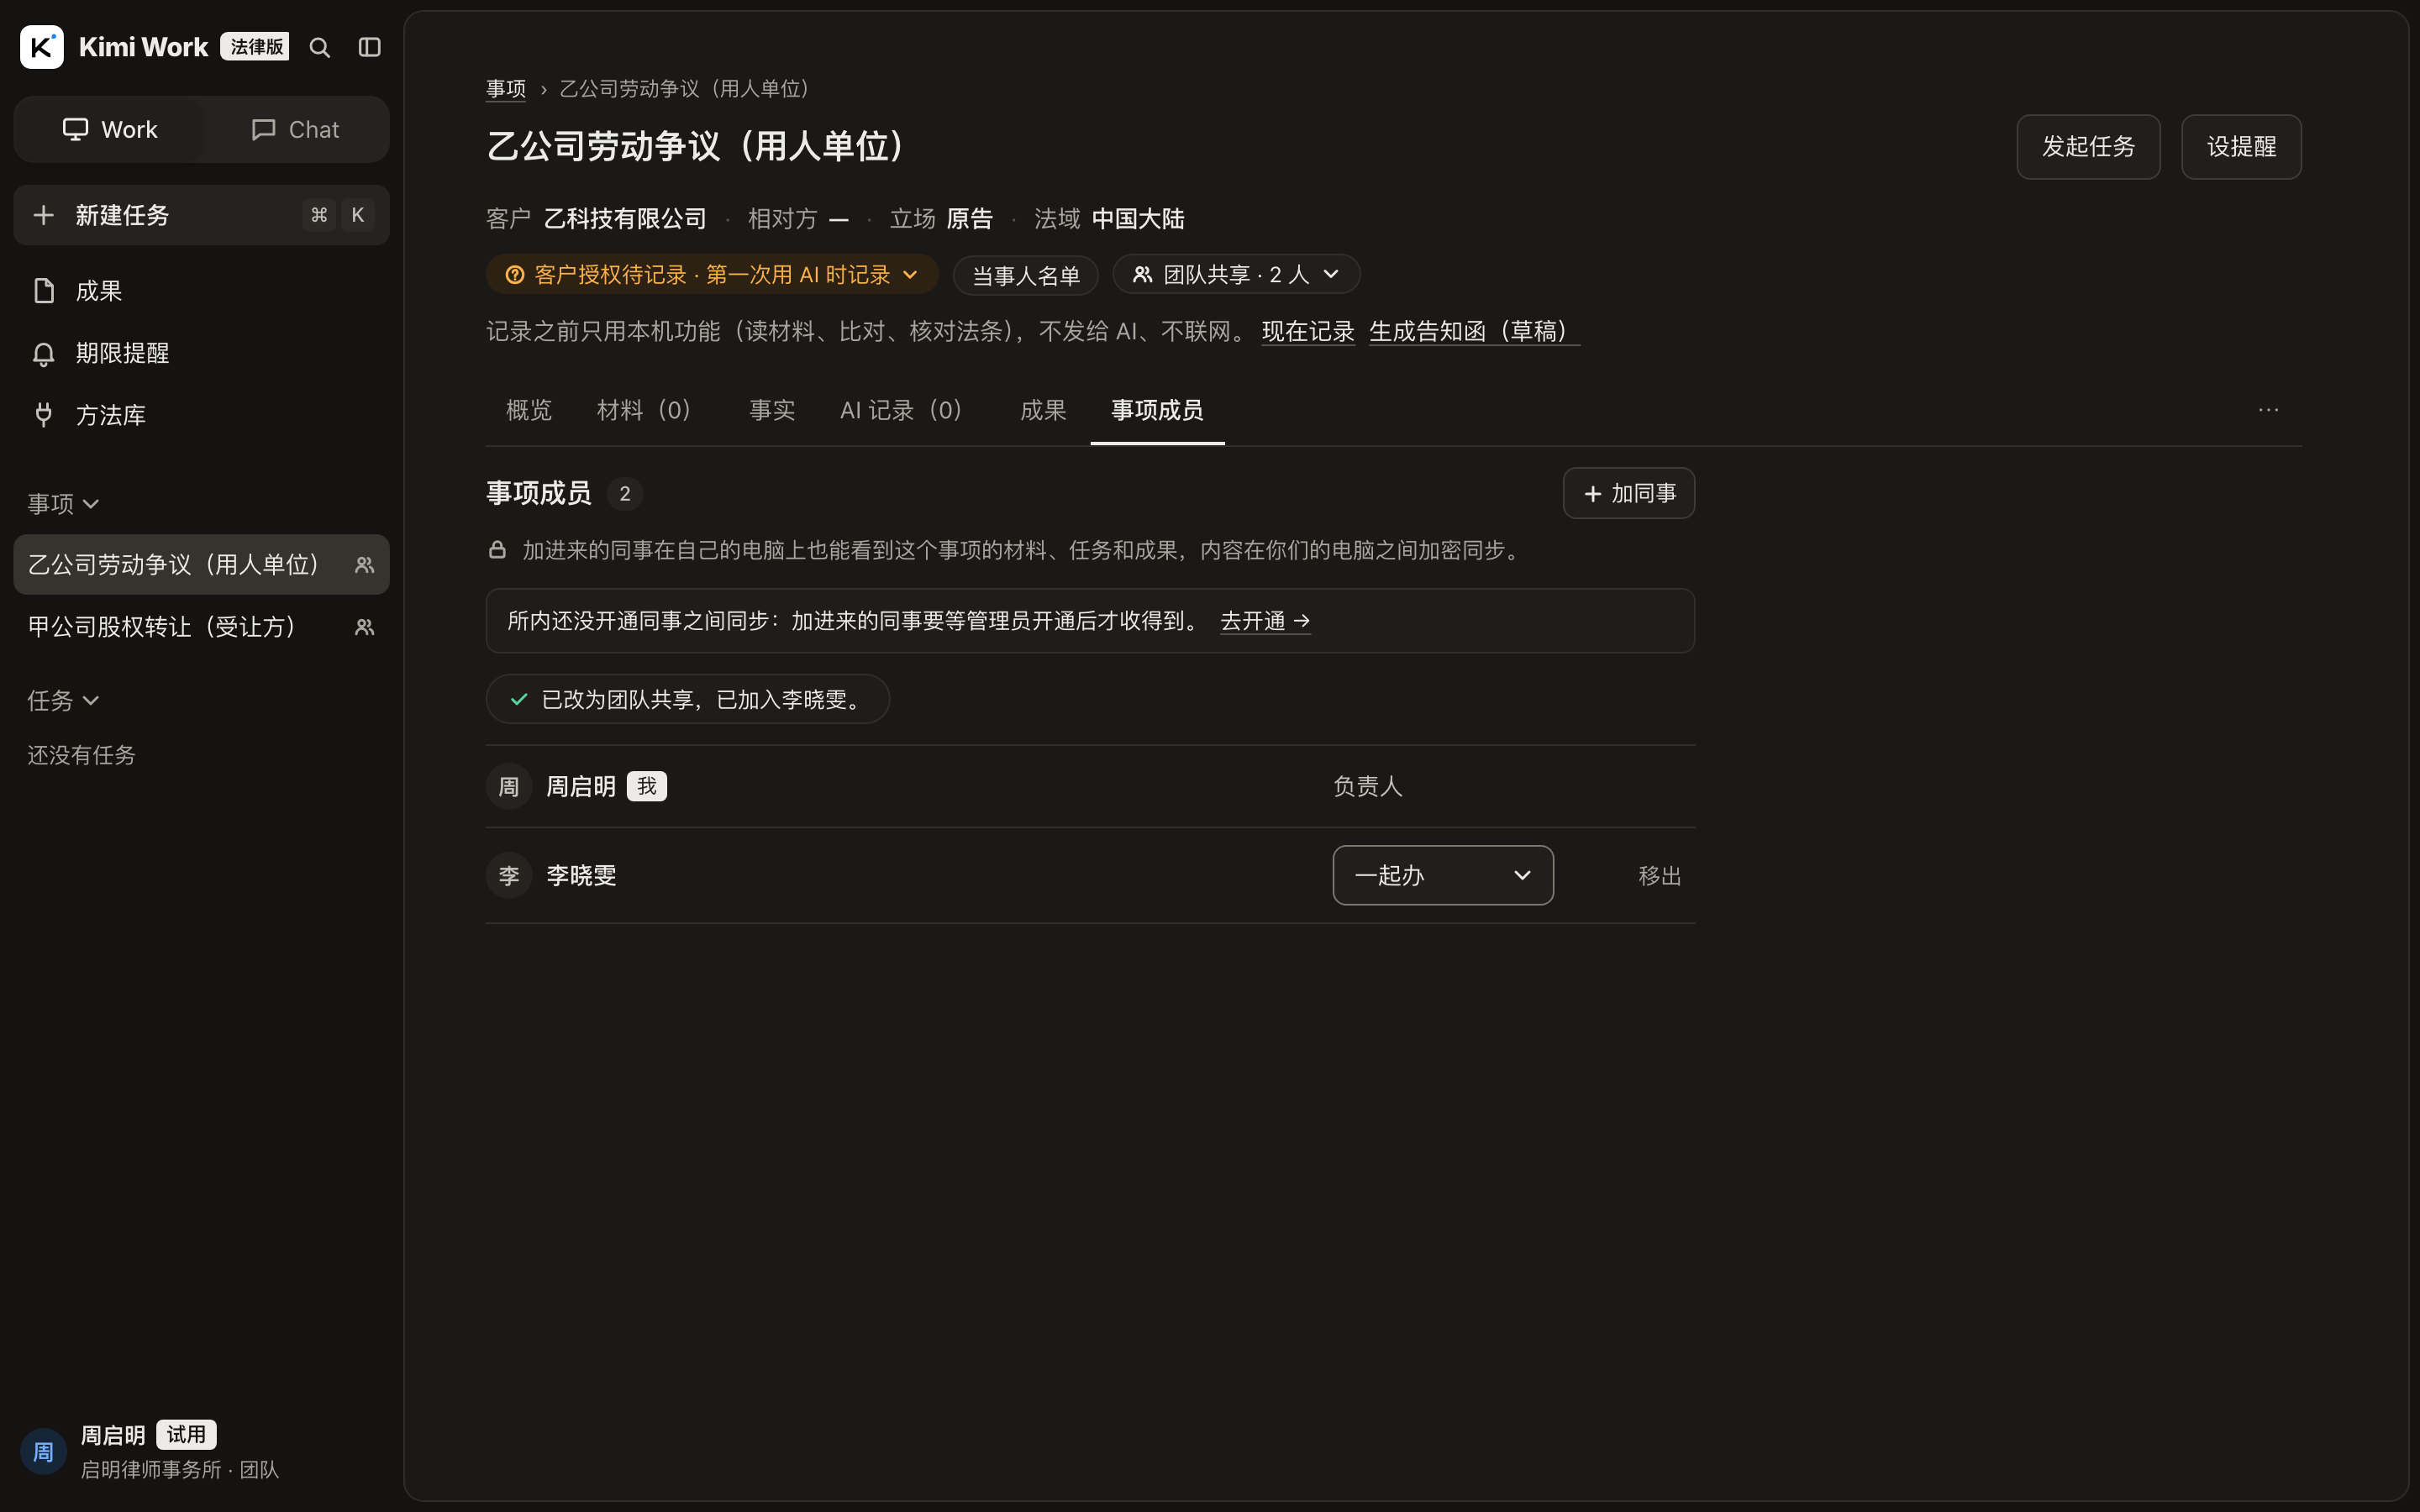 Kimi Work 法律版
Work
Chat
新建任务 ⌘ K
成果
期限提醒
方法库
事项
乙公司劳动争议（用人单位）
甲公司股权转让（受让方）
任务
还没有任务
周 周启明 试用
启明律师事务所 · 团队
事项 › 乙公司劳动争议（用人单位）
乙公司劳动争议（用人单位）
发起任务
设提醒
客户 乙科技有限公司 · 相对方 — · 立场 原告 · 法域 中国大陆
客户授权待记录 · 第一次用 AI 时记录
当事人名单
团队共享 · 2 人
记录之前只用本机功能（读材料、比对、核对法条），不发给 AI、不联网。 现在记录 生成告知函（草稿）
概览 材料（0） 事实 AI 记录（0） 成果 事项成员 …
事项成员 2
+ 加同事
加进来的同事在自己的电脑上也能看到这个事项的材料、任务和成果，内容在你们的电脑之间加密同步。
所内还没开通同事之间同步：加进来的同事要等管理员开通后才收得到。 去开通 →
已改为团队共享，已加入李晓雯。
周 周启明 我 负责人
李 李晓雯 一起办 移出